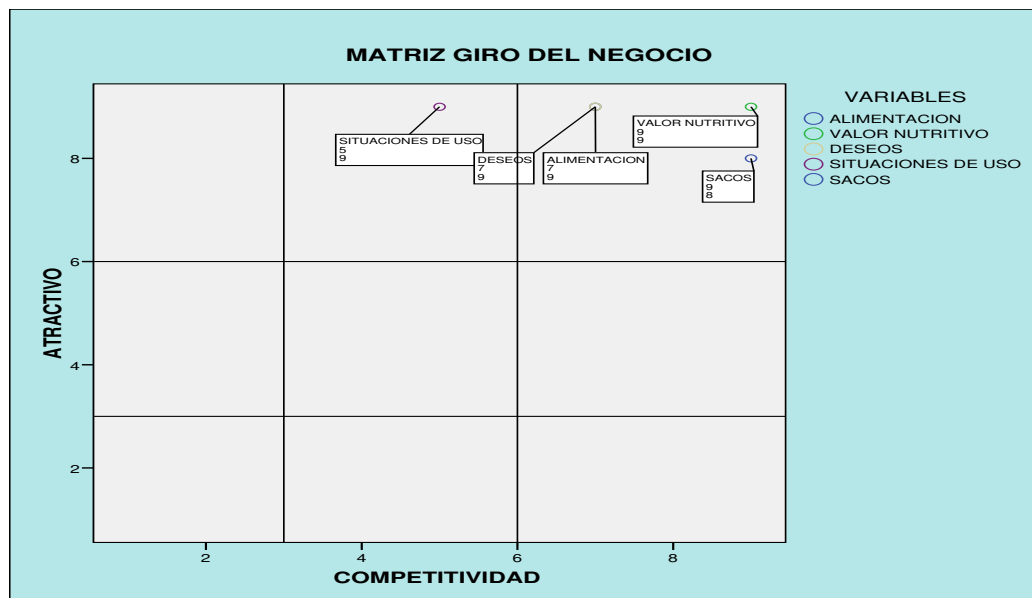 MATRIZ GIRO DEL NEGOCIO
VARIABLES
ALIMENTACION
VALOR NUTRITIVO
DESEOS
SITUACIONES DE USO
SACOS
SITUACIONES DE USO
5
9
DESEOS
7
9
ALIMENTACION
7
9
VALOR NUTRITIVO
9
9
SACOS
9
8
ATRACTIVO
8
6
4
2
2
4
6
8
COMPETITIVIDAD